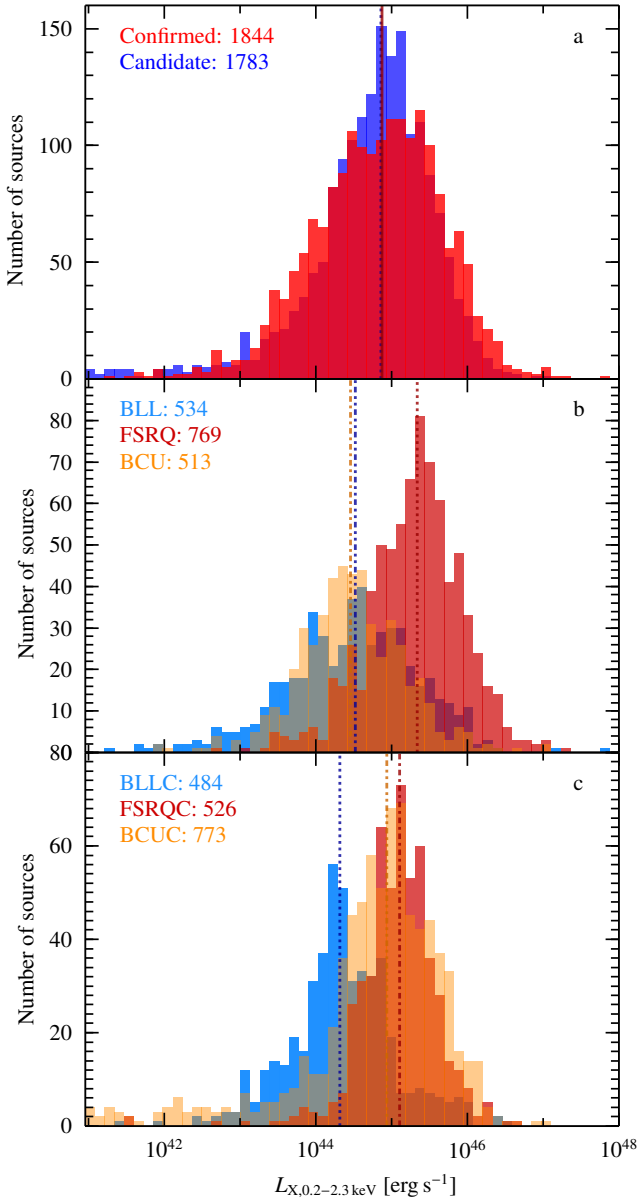 150
100
50
0
Number of sources
Confirmed: 1844
Candidate: 1783
a
80
70
60
50
40
30
20
10
0
Number of sources
BLL: 534
FSRQ: 769
BCU: 513
b
80
60
40
20
0
Number of sources
BLLC: 484
FSRQC: 526
BCUC: 773
c
10^42 10^44 10^46 10^48
L_X,0.2−2.3 keV [erg s^−1]